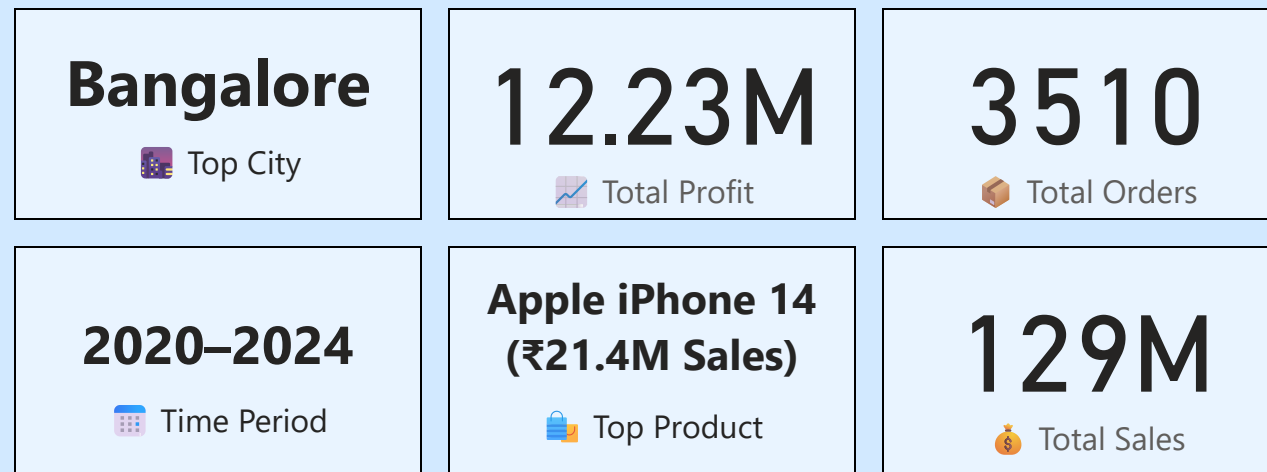 Bangalore
Top City
12.23M
Total Profit
3510
Total Orders
2020–2024
Time Period
Apple iPhone 14
(₹21.4M Sales)
Top Product
129M
Total Sales